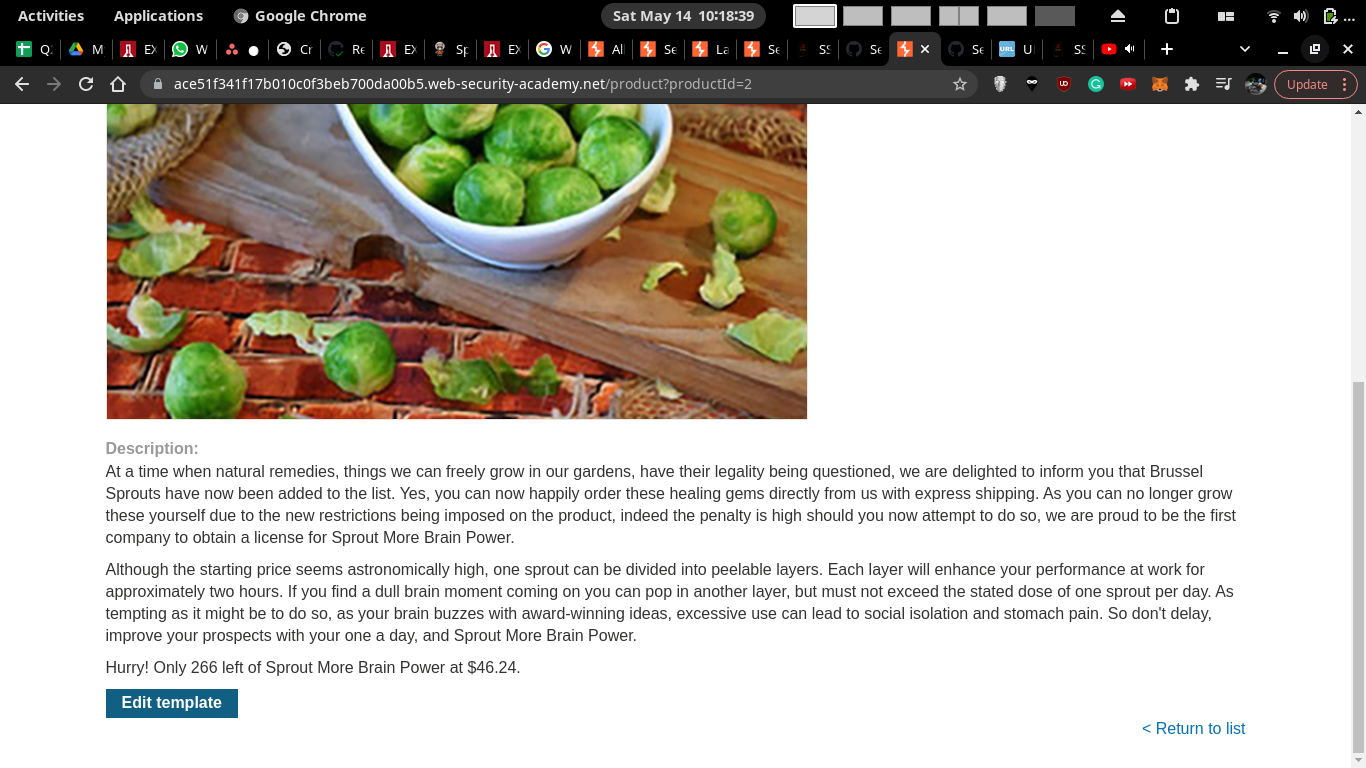 Activities Applications Google Chrome Sat May 14 10:18:39
Q M EX W Cr Re EX Sp EX W Al Se La Se SS Se Se U SS
ace51f341f17b010c0f3beb700da00b5.web-security-academy.net/product?productId=2 Update
Description:
At a time when natural remedies, things we can freely grow in our gardens, have their legality being questioned, we are delighted to inform you that Brussel
Sprouts have now been added to the list. Yes, you can now happily order these healing gems directly from us with express shipping. As you can no longer grow
these yourself due to the new restrictions being imposed on the product, indeed the penalty is high should you now attempt to do so, we are proud to be the first
company to obtain a license for Sprout More Brain Power.
Although the starting price seems astronomically high, one sprout can be divided into peelable layers. Each layer will enhance your performance at work for
approximately two hours. If you find a dull brain moment coming on you can pop in another layer, but must not exceed the stated dose of one sprout per day. As
tempting as it might be to do so, as your brain buzzes with award-winning ideas, excessive use can lead to social isolation and stomach pain. So don't delay,
improve your prospects with your one a day, and Sprout More Brain Power.
Hurry! Only 266 left of Sprout More Brain Power at $46.24.
Edit template
< Return to list